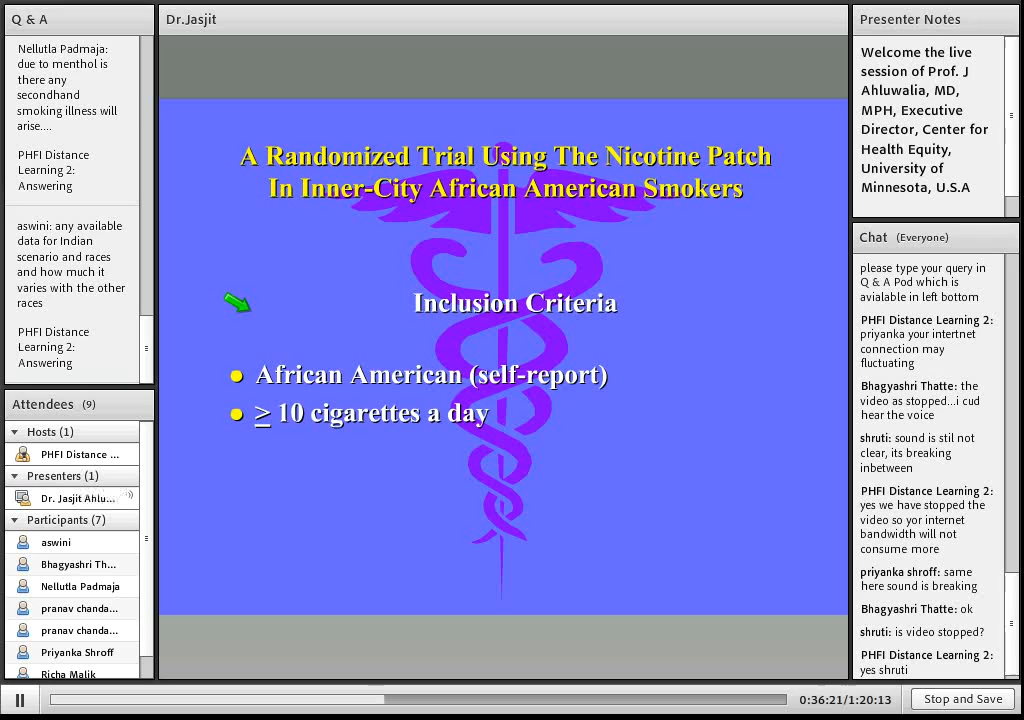 Q & A
Nellutla Padmaja:
due to menthol is
there any
secondhand
smoking illness will
arise....
PHFI Distance
Learning 2:
Answering
aswini: any available
data for Indian
scenario and races
and how much it
varies with the other
races
PHFI Distance
Learning 2:
Answering
Attendees (9)
Hosts (1)
PHFI Distance ...
Presenters (1)
Dr. Jasjit Ahlu...
Participants (7)
aswini
Bhagyashri Th...
Nellutla Padmaja
pranav chanda...
pranav chanda...
Priyanka Shroff
Richa Malik
Dr.Jasjit
A Randomized Trial Using The Nicotine Patch
In Inner-City African American Smokers
Inclusion Criteria
African American (self-report)
≥ 10 cigarettes a day
Presenter Notes
Welcome the live
session of Prof. J
Ahluwalia, MD,
MPH, Executive
Director, Center for
Health Equity,
University of
Minnesota, U.S.A
Chat (Everyone)
please type your query in
Q & A Pod which is
avialable in left bottom
PHFI Distance Learning 2:
priyanka your intertnet
connection may
fluctuating
Bhagyashri Thatte: the
video as stopped...i cud
hear the voice
shruti: sound is stil not
clear, its breaking
inbetween
PHFI Distance Learning 2:
yes we have stopped the
video so yor internet
bandwidth will not
consume more
priyanka shroff: same
here sound is breaking
Bhagyashri Thatte: ok
shruti: is video stopped?
PHFI Distance Learning 2:
yes shruti
0:36:21/1:20:13
Stop and Save